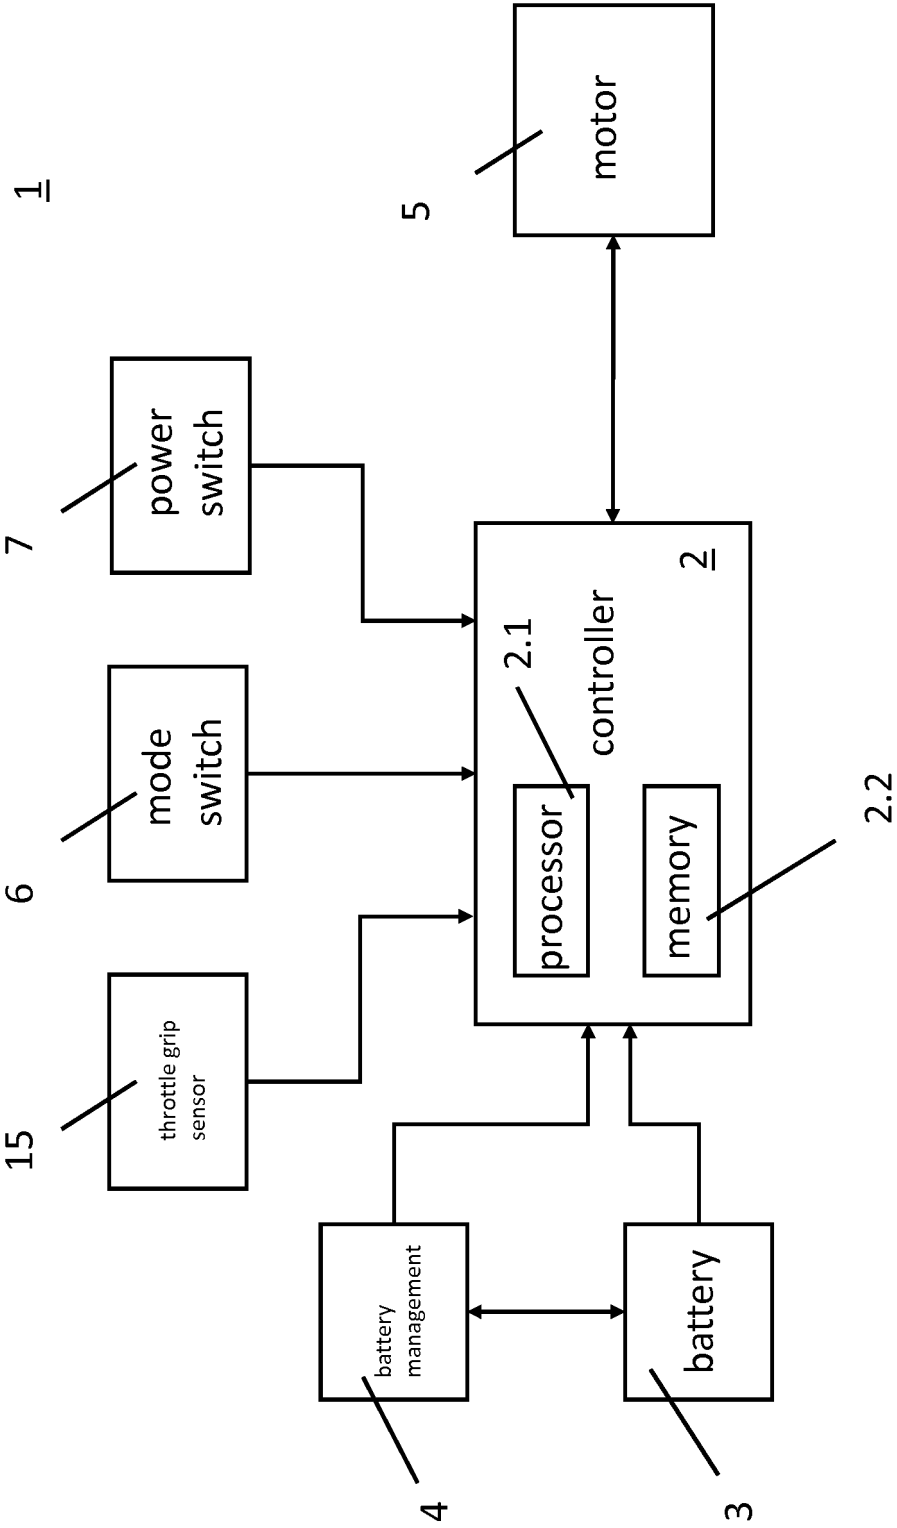 1
15
6
7
throttle grip
sensor
mode
switch
power
switch
4
battery
management
5
2.1
processor
controller
motor
2
memory
3
battery
2.2